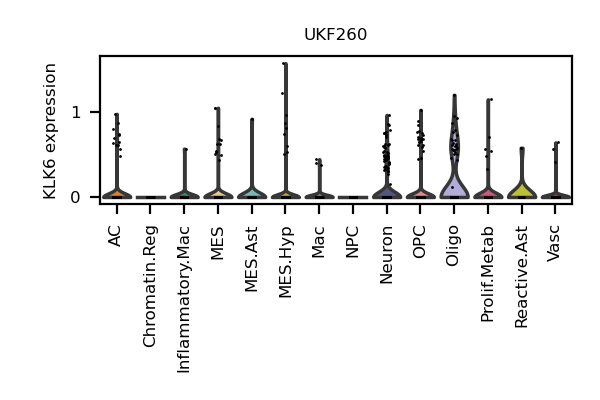 UKF260
KLK6 expression
1
0
AC
Chromatin.Reg
Inflammatory.Mac
MES
MES.Ast
MES.Hyp
Mac
NPC
Neuron
OPC
Oligo
Prolif.Metab
Reactive.Ast
Vasc